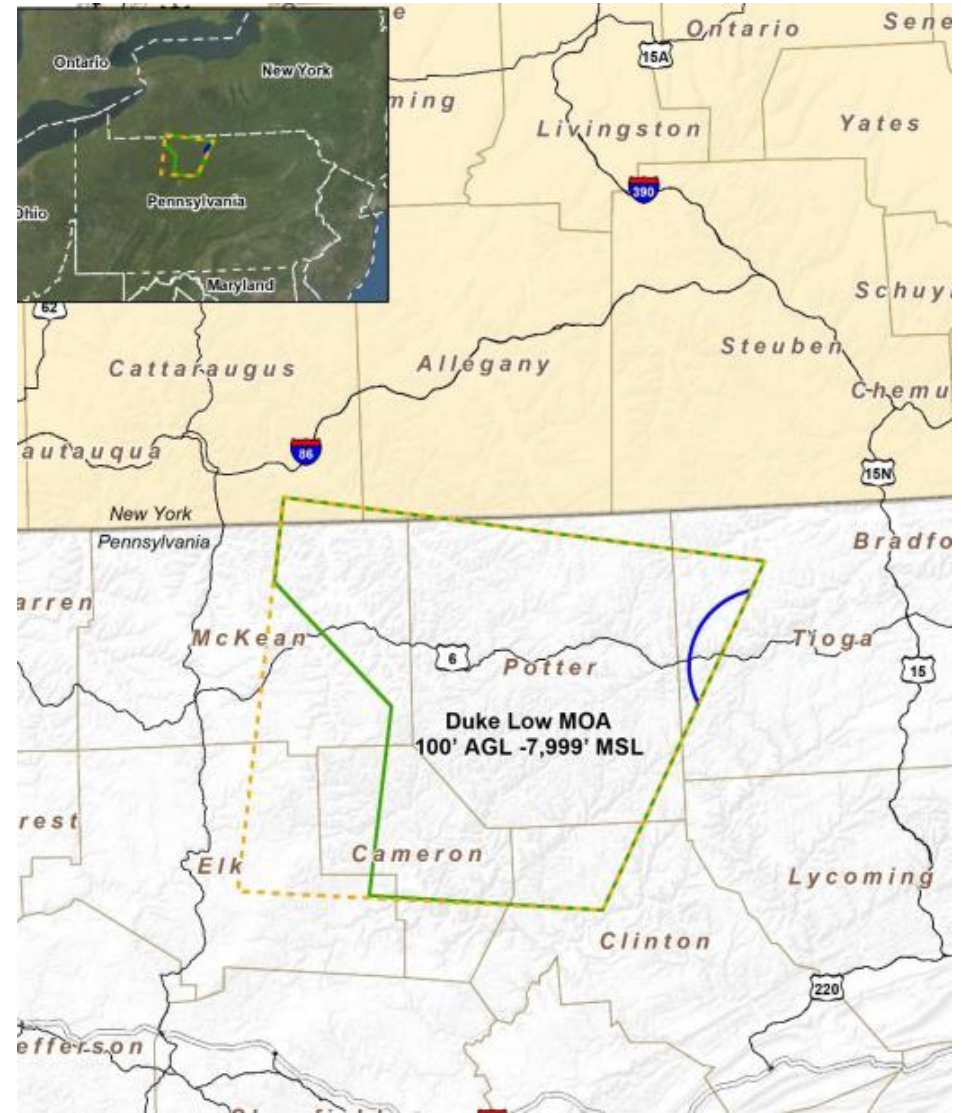 Ontario
New York
Pennsylvania
Ohio
Maryland
e
Ontario
Sene
15A
ming
Livingston
Yates
390
62
Schuy
Cattaraugus
Allegany
Steuben
Chemu
autauqua
86
15N
New York
Pennsylvania
Bradfo
arren
McKean
6
Potter
Tioga
15
Duke Low MOA
100' AGL -7,999' MSL
rest
Elk
Cameron
Lycoming
Clinton
220
efferson